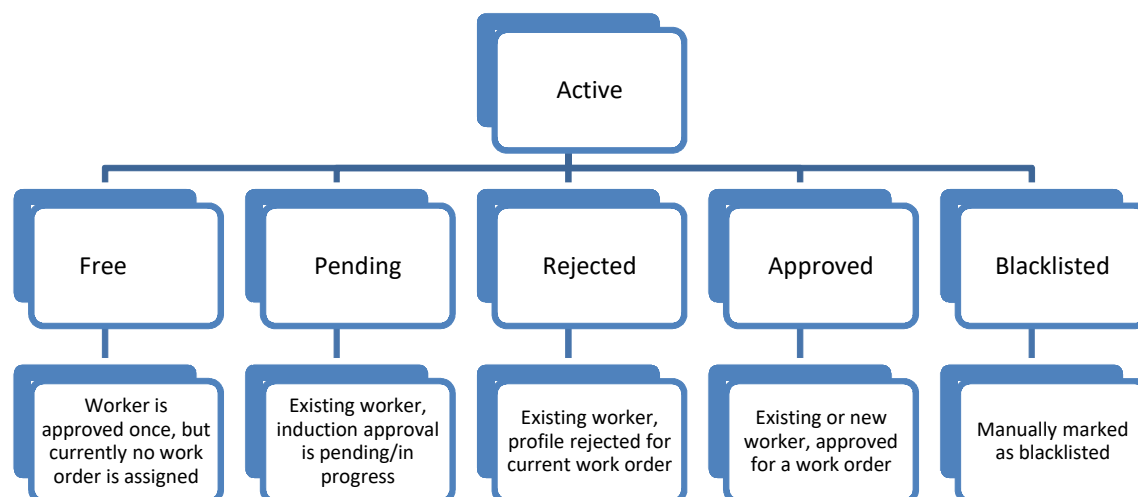 Active
Free
Pending
Rejected
Approved
Blacklisted
Worker is
approved once, but
currently no work
order is assigned
Existing worker,
induction approval
is pending/in
progress
Existing worker,
profile rejected for
current work order
Existing or new
worker, approved
for a work order
Manually marked
as blacklisted